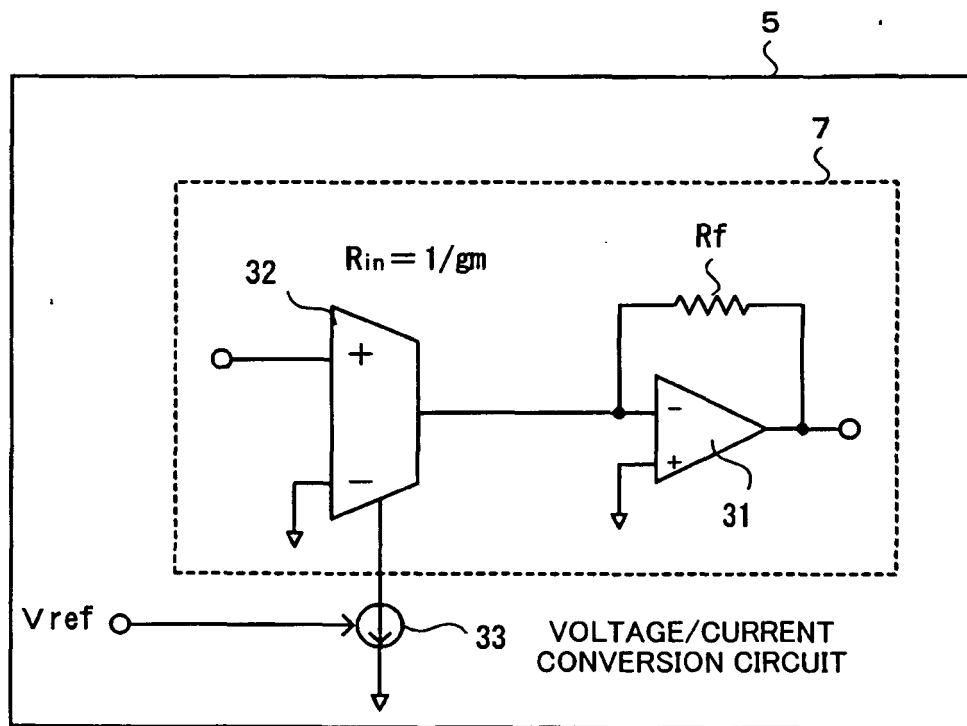 5
7
Rf
32
Rin = 1/gm
+
−
−
+
31
Vref
33
VOLTAGE/CURRENT
CONVERSION CIRCUIT